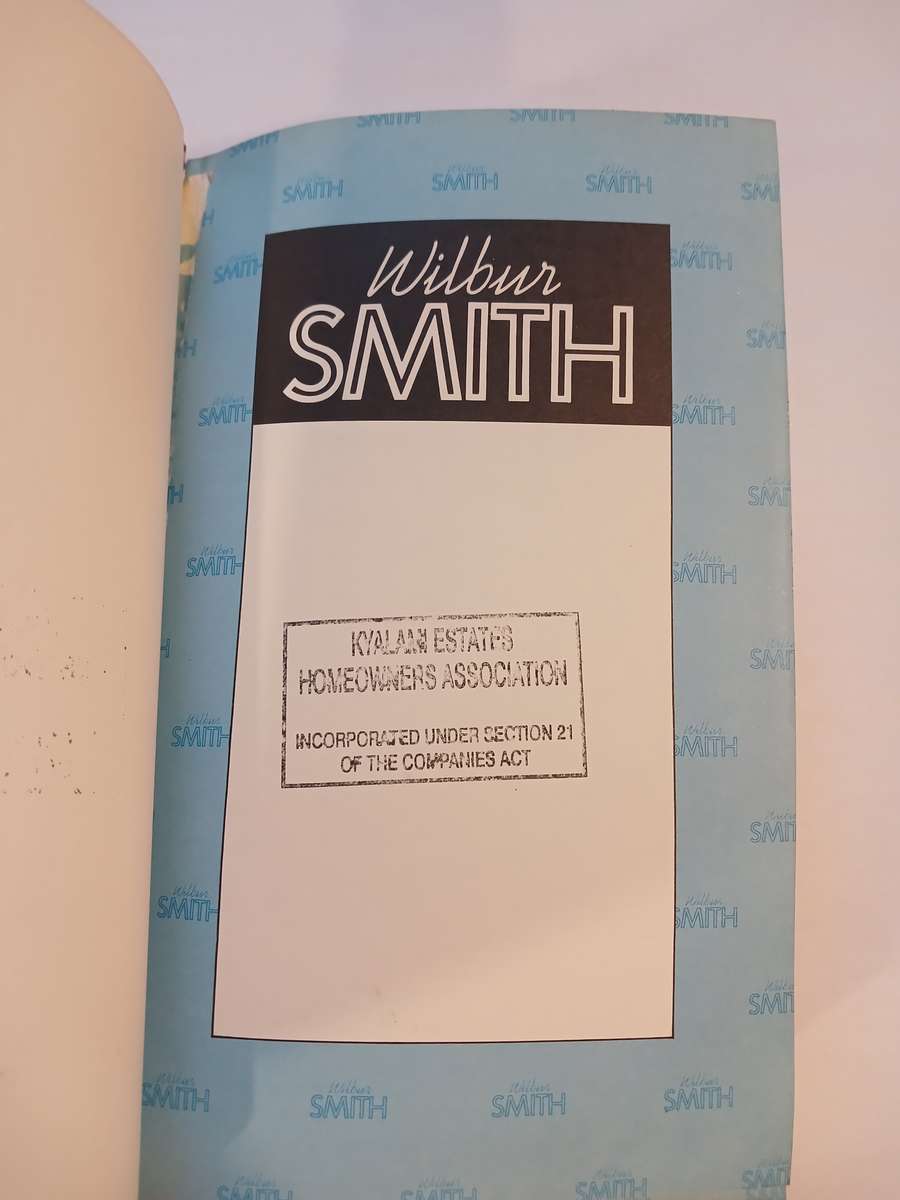 Wilbur
SMITH
KYALAMI ESTATES
HOMEOWNERS ASSOCIATION
INCORPORATED UNDER SECTION 21
OF THE COMPANIES ACT